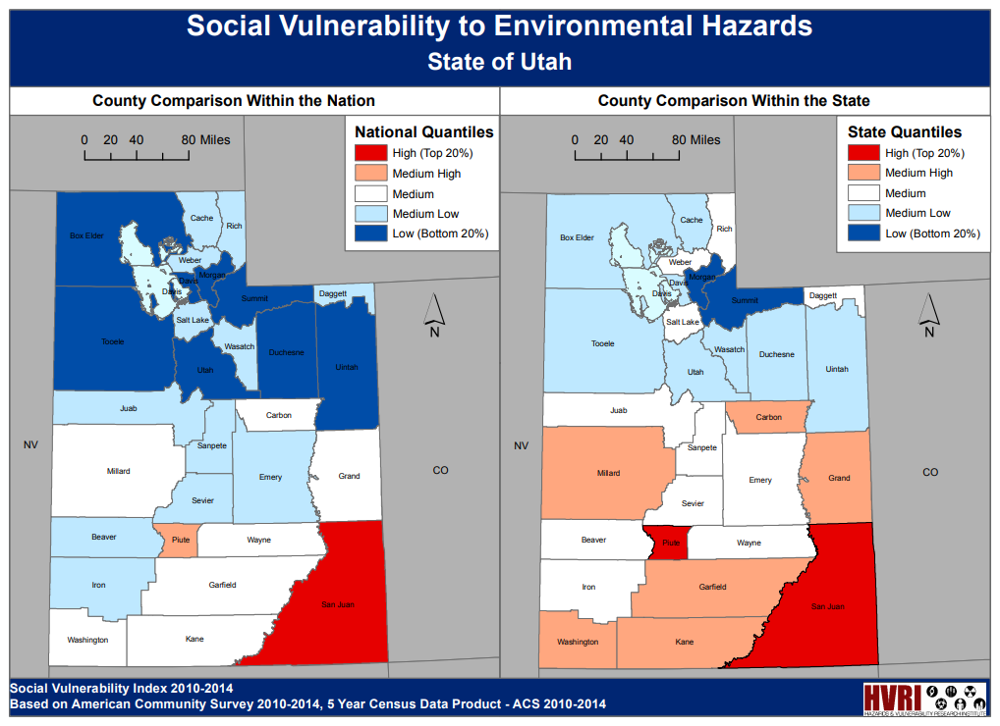 Social Vulnerability to Environmental Hazards
State of Utah
County Comparison Within the Nation
0 20 40 80 Miles
National Quantiles
High (Top 20%)
Medium High
Medium
Medium Low
Low (Bottom 20%)
Box Elder
Cache
Rich
Weber
Morgan
Davis
Davis
Summit
Daggett
Salt Lake
Tooele
Wasatch
Duchesne
Uintah
Utah
N
Juab
Carbon
NV
Sanpete
Millard
Emery
Grand
CO
Sevier
Beaver
Piute
Wayne
Iron
Garfield
San Juan
Washington
Kane
County Comparison Within the State
0 20 40 80 Miles
State Quantiles
High (Top 20%)
Medium High
Medium
Medium Low
Low (Bottom 20%)
Box Elder
Cache
Rich
Weber
Morgan
Davis
Davis
Summit
Daggett
Salt Lake
Tooele
Wasatch
Duchesne
Uintah
Utah
N
Juab
Carbon
NV
Sanpete
Millard
Emery
Grand
CO
Sevier
Beaver
Piute
Wayne
Iron
Garfield
San Juan
Washington
Kane
Social Vulnerability Index 2010-2014
Based on American Community Survey 2010-2014, 5 Year Census Data Product - ACS 2010-2014
HVRI
HAZARDS & VULNERABILITY RESEARCH INSTITUTE